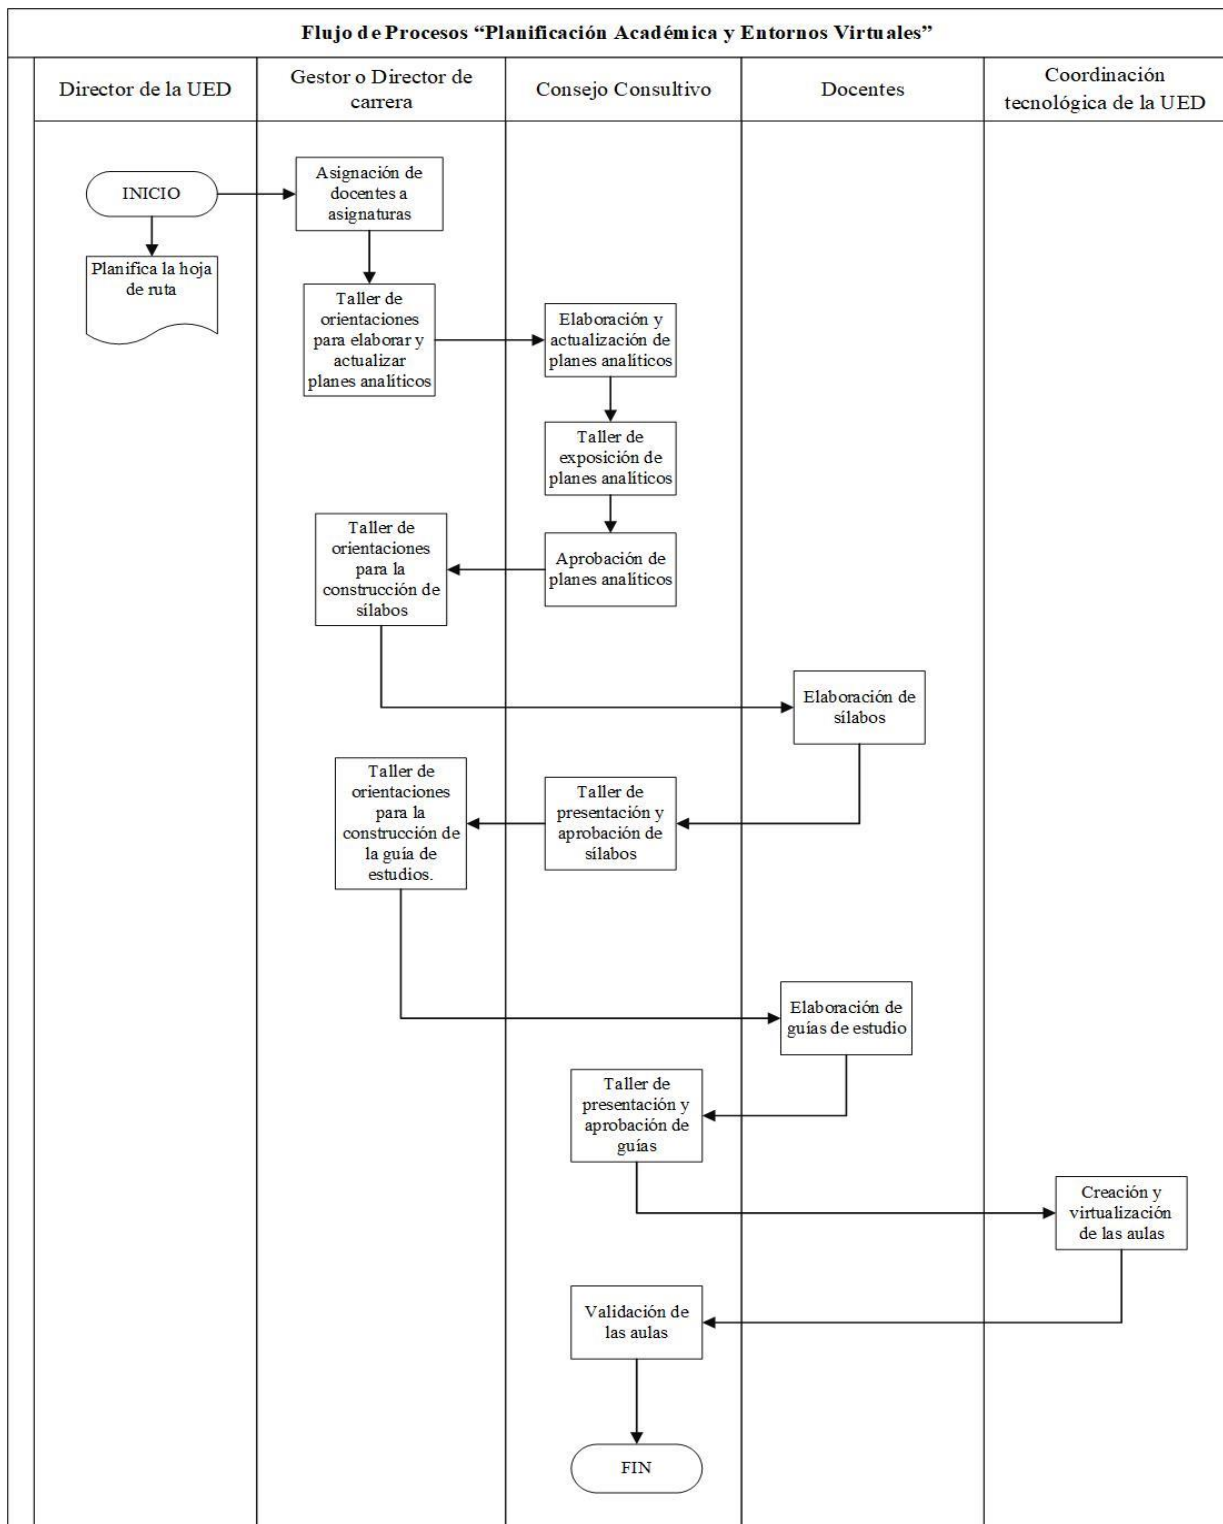 Flujo de Procesos “Planificación Académica y Entornos Virtuales”
Director de la UED
Gestor o Director de
carrera
Consejo Consultivo
Docentes
Coordinación
tecnológica de la UED
INICIO
Asignación de
docentes a
asignaturas
Planifica la hoja
de ruta
Taller de
orientaciones
para elaborar y
actualizar
planes analíticos
Elaboración y
actualización de
planes analíticos
Taller de
exposición de
planes analíticos
Aprobación de
planes analíticos
Taller de
orientaciones
para la
construcción de
sílabos
Elaboración de
sílabos
Taller de
presentación y
aprobación de
sílabos
Taller de
orientaciones
para la
construcción de
la guía de
estudios.
Elaboración de
guías de estudio
Taller de
presentación y
aprobación de
guías
Creación y
virtualización
de las aulas
Validación de
las aulas
FIN